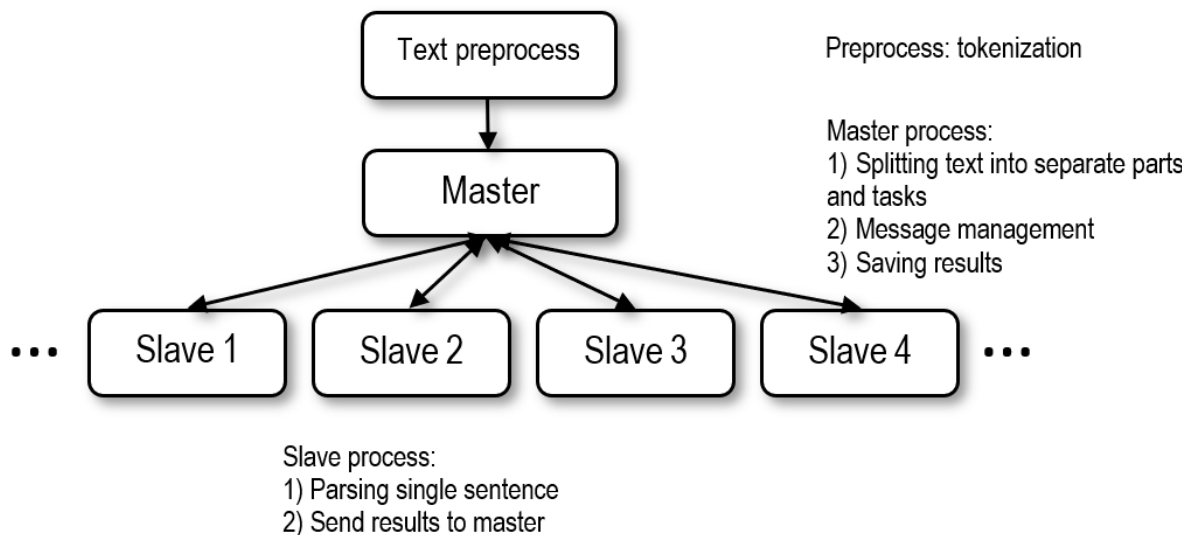 Text preprocess
Preprocess: tokenization
Master
Master process:
1) Splitting text into separate parts
and tasks
2) Message management
3) Saving results
... Slave 1 Slave 2 Slave 3 Slave 4 ...
Slave process:
1) Parsing single sentence
2) Send results to master